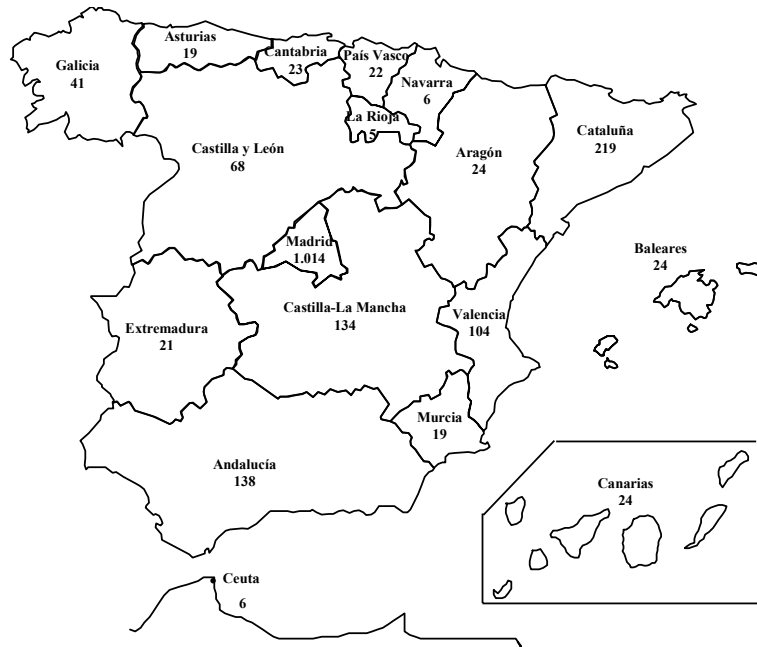 Asturias
19
Cantabria
23
País Vasco
22
Galicia
41
Navarra
6
La Rioja
5
Castilla y León
68
Aragón
24
Cataluña
219
Madrid
1.014
Baleares
24
Castilla-La Mancha
134
Valencia
104
Extremadura
21
Murcia
19
Andalucía
138
Canarias
24
Ceuta
6